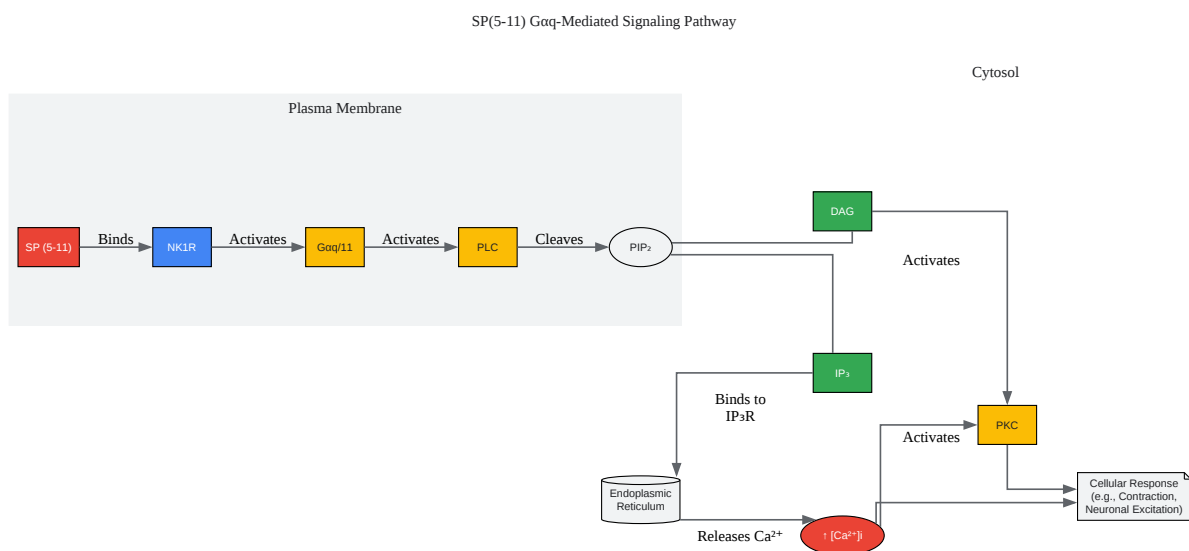 SP(5-11) Gαq-Mediated Signaling Pathway
Cytosol
Plasma Membrane
SP (5-11)
Binds
NK1R
Activates
Gαq/11
Activates
PLC
Cleaves
PIP₂
DAG
Activates
IP₃
Binds to
IP₃R
PKC
Activates
Endoplasmic
Reticulum
Releases Ca²⁺
↑ [Ca²⁺]i
Cellular Response
(e.g., Contraction,
Neuronal Excitation)